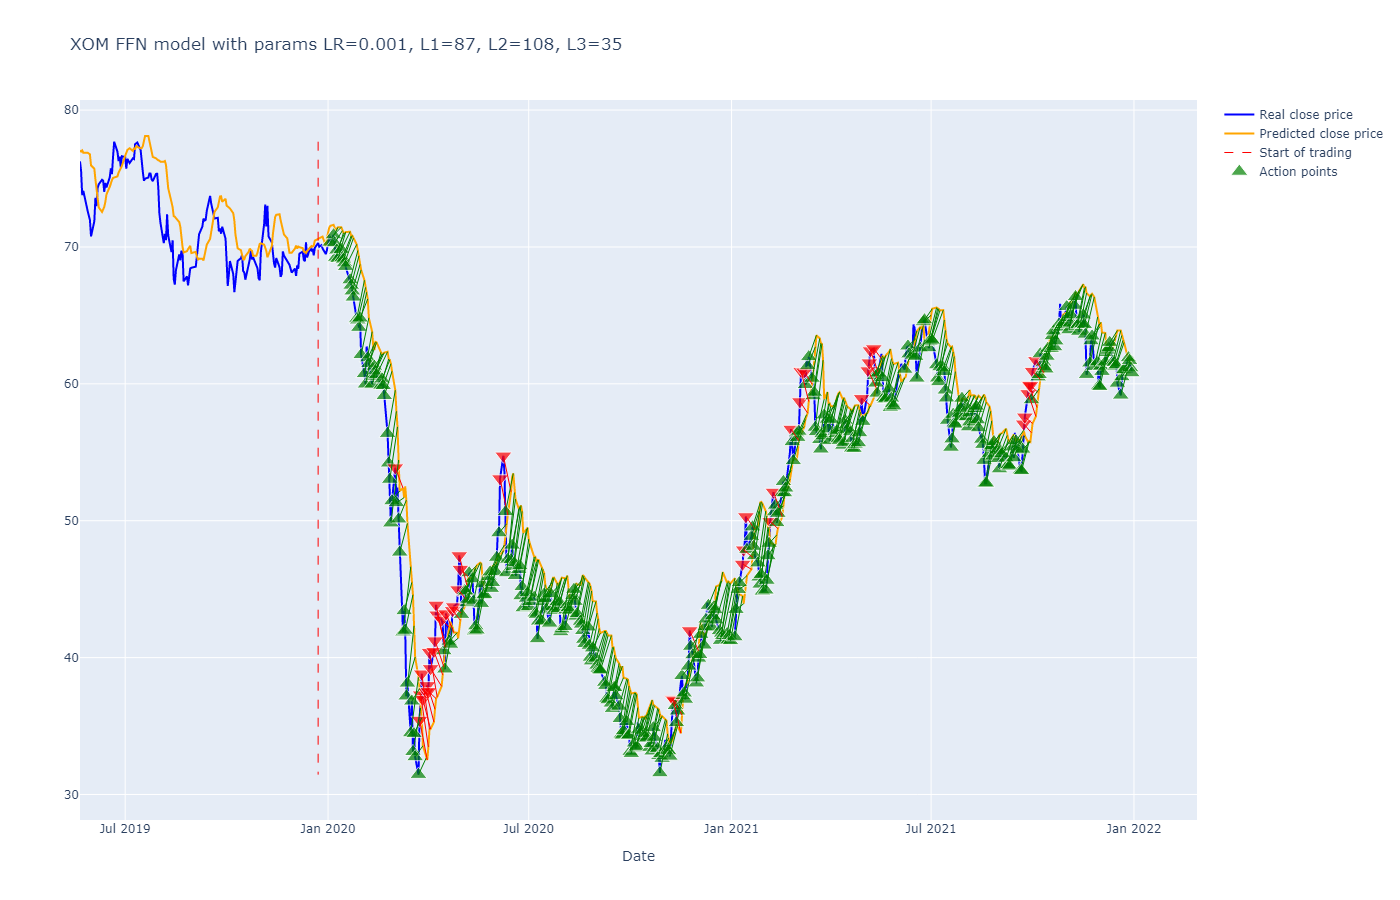 XOM FFN model with params LR=0.001, L1=87, L2=108, L3=35
80
70
60
50
40
30
Jul 2019
Jan 2020
Jul 2020
Jan 2021
Jul 2021
Jan 2022
Date
Real close price
Predicted close price
Start of trading
Action points